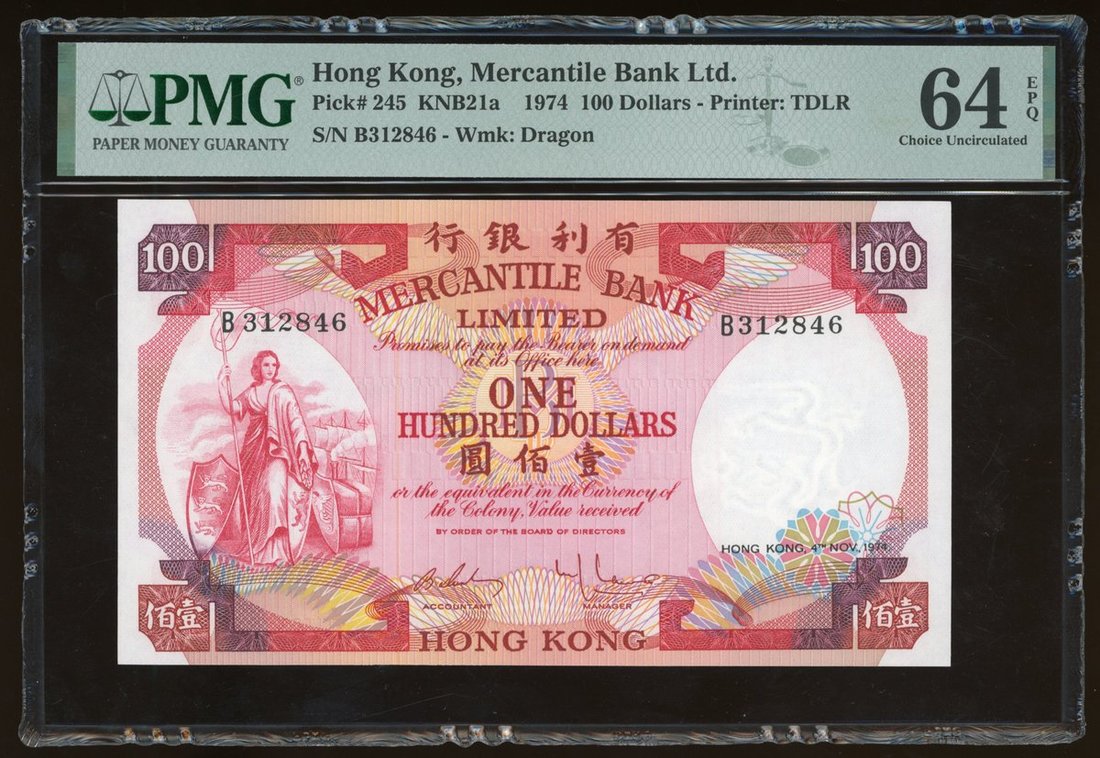 PMG®
PAPER MONEY GUARANTY
Hong Kong, Mercantile Bank Ltd.
Pick# 245 KNB21a 1974 100 Dollars - Printer: TDLR
S/N B312846 - Wmk: Dragon
64 EPQ
Choice Uncirculated
行銀利有
100
100
MERCANTILE BANK
LIMITED
B 312846
B 312846
Promises to pay the Bearer on demand
at its Office here
ONE
HUNDRED DOLLARS
圓佰壹
or the equivalent in the Currency of
the Colony, Value received
BY ORDER OF THE BOARD OF DIRECTORS
HONG KONG, 4TH NOV, 1974
ACCOUNTANT
MANAGER
佰壹
佰壹
HONG KONG